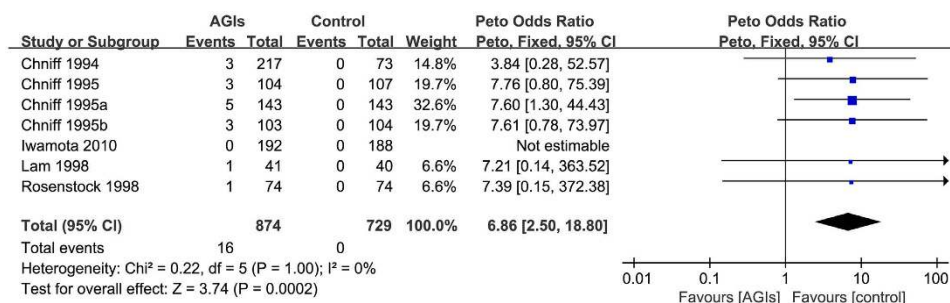 AGIs Control Peto Odds Ratio Peto Odds Ratio
Study or Subgroup Events Total Events Total Weight Peto, Fixed, 95% CI Peto, Fixed, 95% CI
Chniff 1994 3 217 0 73 14.8% 3.84 [0.28, 52.57]
Chniff 1995 3 104 0 107 19.7% 7.76 [0.80, 75.39]
Chniff 1995a 5 143 0 143 32.6% 7.60 [1.30, 44.43]
Chniff 1995b 3 103 0 104 19.7% 7.61 [0.78, 73.97]
Iwamota 2010 0 192 0 188 Not estimable
Lam 1998 1 41 0 40 6.6% 7.21 [0.14, 363.52]
Rosenstock 1998 1 74 0 74 6.6% 7.39 [0.15, 372.38]
Total (95% CI) 874 729 100.0% 6.86 [2.50, 18.80]
Total events 16 0
Heterogeneity: Chi² = 0.22, df = 5 (P = 1.00); I² = 0%
Test for overall effect: Z = 3.74 (P = 0.0002)
0.01 0.1 1 10 100
Favours [AGIs] Favours [control]